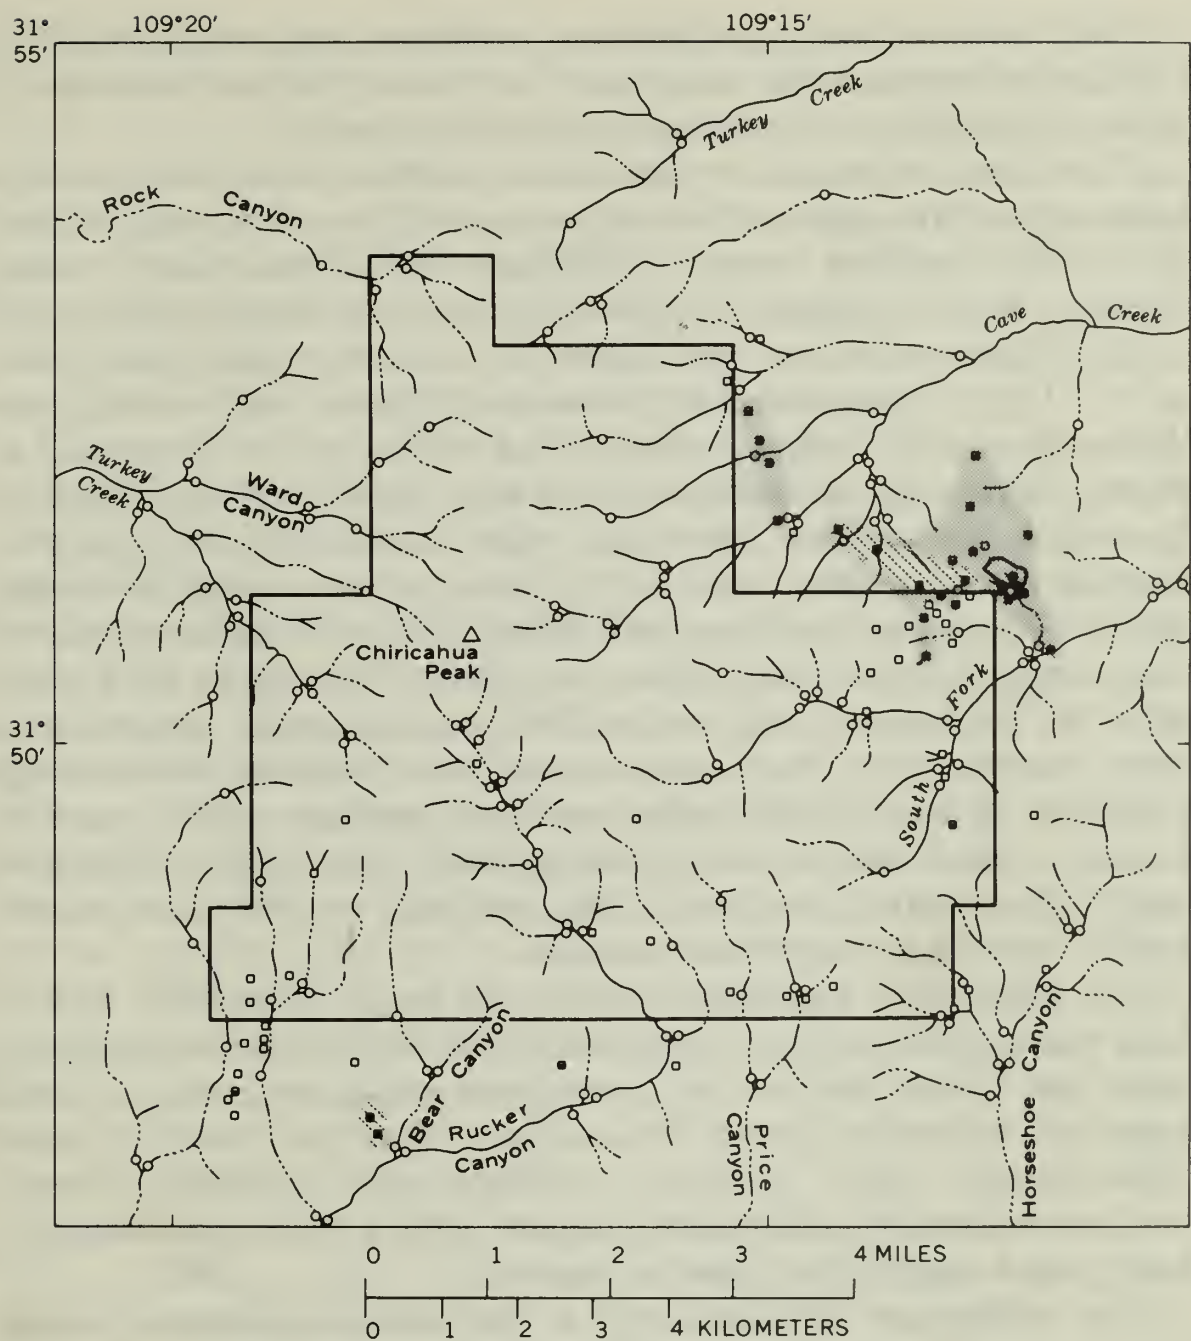 31°
55'
109°20'
109°15'
Turkey Creek
Rock Canyon
Cave Creek
Turkey
Creek
Ward
Canyon
Chiricahua
Peak
31°
50'
South Fork
Bear Canyon
Rucker
Canyon
Price
Canyon
Horseshoe Canyon
0 1 2 3 4 MILES
0 1 2 3 4 KILOMETERS